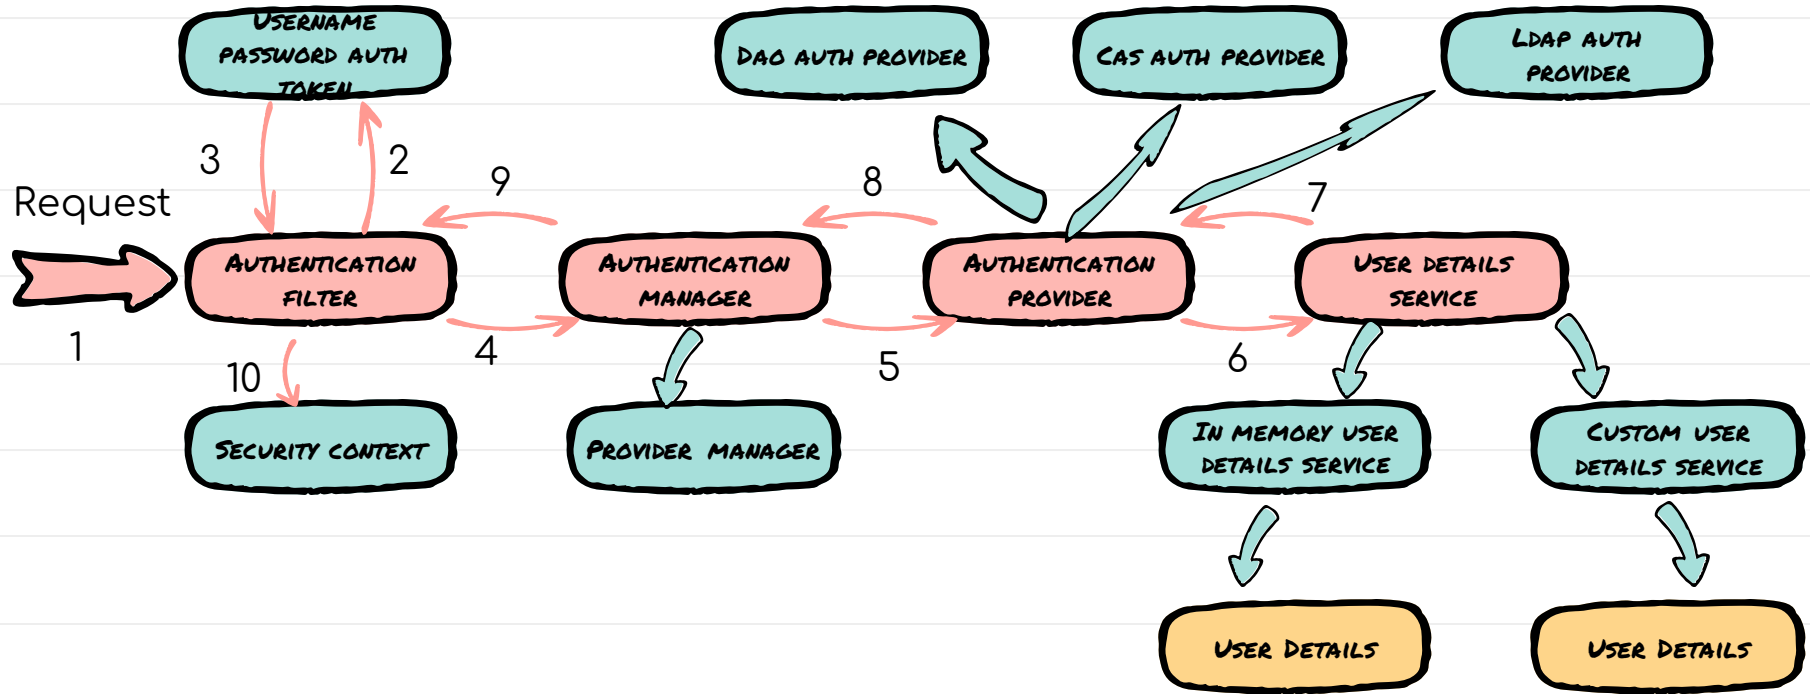 Username
password auth
token
Dao auth provider
Cas auth provider
Ldap auth
provider
3
2
9
8
7
Request
Authentication
filter
Authentication
manager
Authentication
provider
User details
service
1
10
4
5
6
Security context
Provider manager
In memory user
details service
Custom user
details service
User Details
User Details